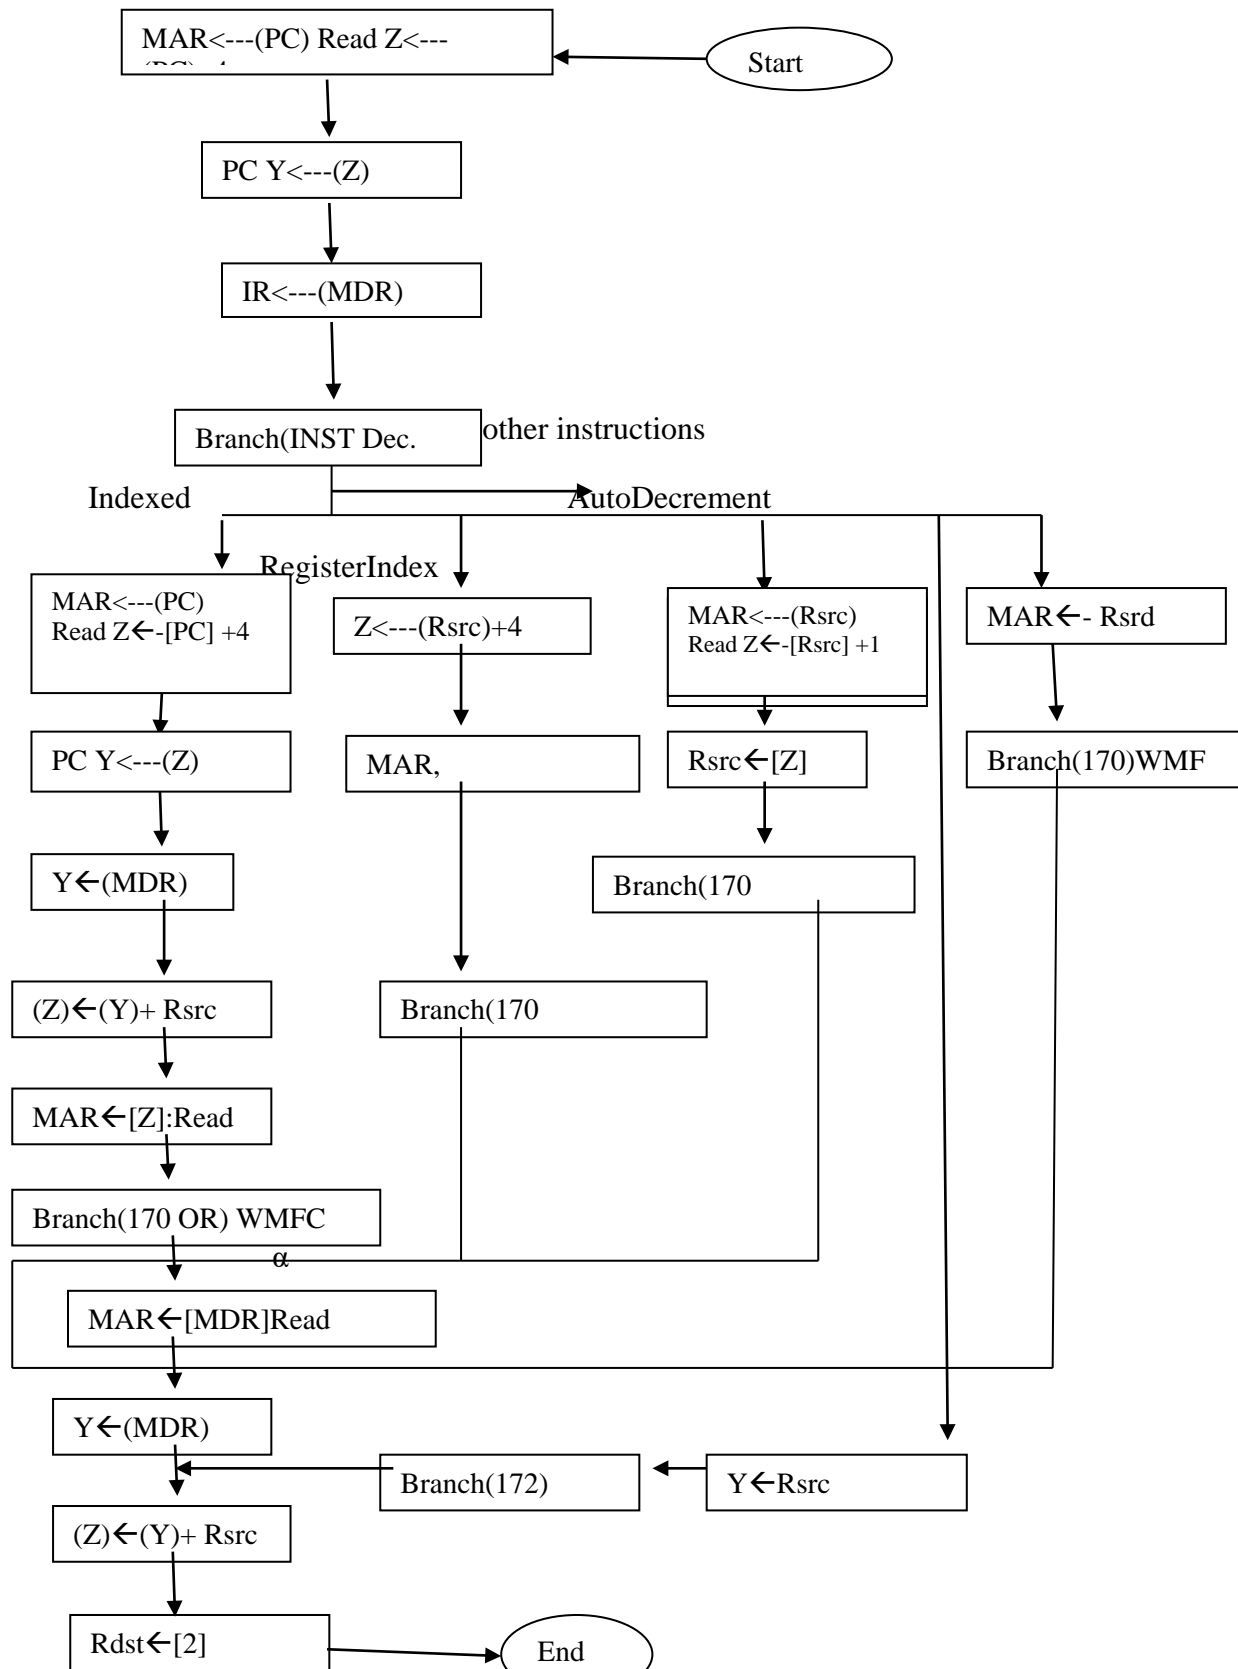 MAR<---(PC) Read Z<---
Start
PC Y<---(Z)
IR<---(MDR)
Branch(INST Dec.
other instructions
Indexed
AutoDecrement
RegisterIndex
MAR<---(PC)
Read Z←-[PC] +4
Z<---(Rsrc)+4
MAR<---(Rsrc)
Read Z←-[Rsrc] +1
MAR←- Rsrd
PC Y<---(Z)
MAR,
Rsrc←[Z]
Branch(170)WMF
Y←(MDR)
Branch(170
(Z)←(Y)+ Rsrc
Branch(170
MAR←[Z]:Read
Branch(170 OR) WMFC
α
MAR←[MDR]Read
Y←(MDR)
Branch(172)
Y←Rsrc
(Z)←(Y)+ Rsrc
Rdst←[2]
End